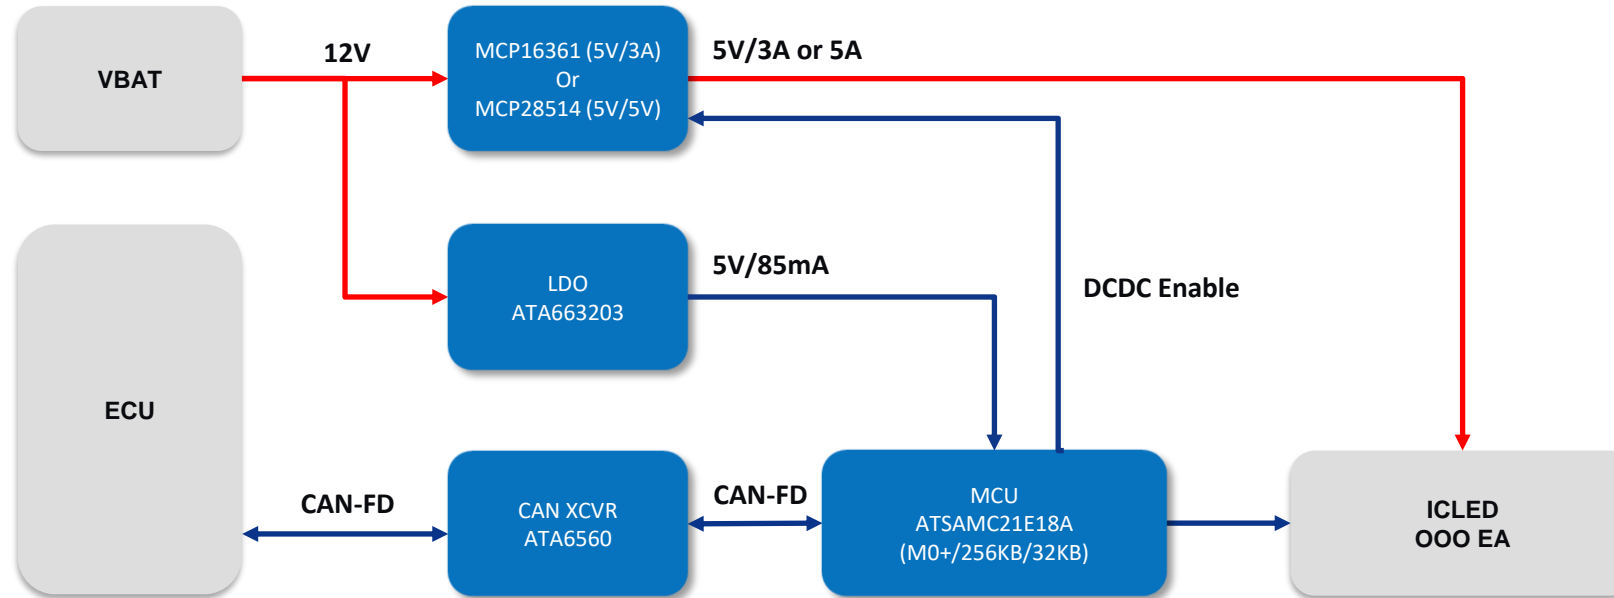 VBAT
12V
MCP16361 (5V/3A)
Or
MCP28514 (5V/5V)
5V/3A or 5A
LDO
ATA663203
5V/85mA
DCDC Enable
ECU
CAN-FD
CAN XCVR
ATA6560
CAN-FD
MCU
ATSAMC21E18A
(M0+/256KB/32KB)
ICLED
OOO EA